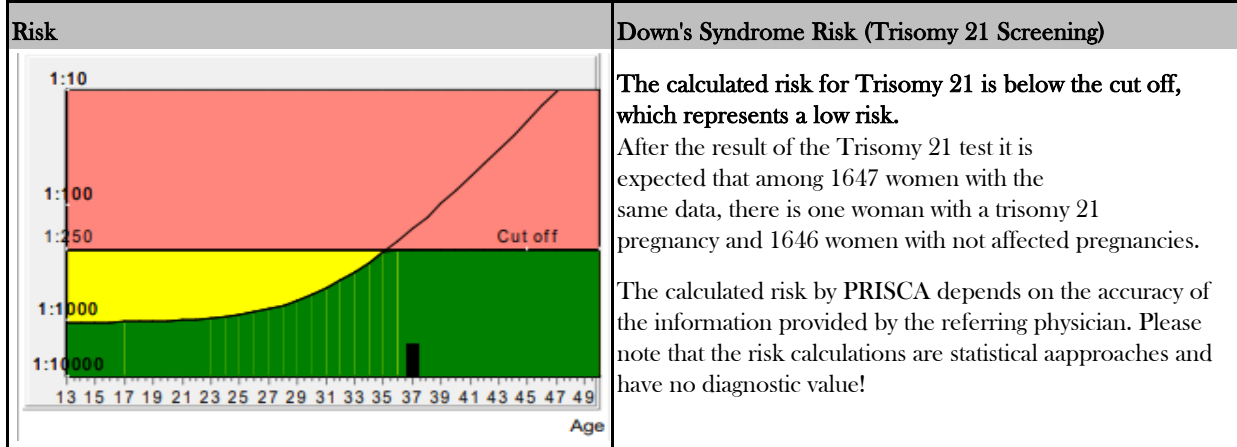 Risk
1:10
1:100
1:250
Cut off
1:1000
1:10000
13 15 17 19 21 23 25 27 29 31 33 35 37 39 41 43 45 47 49
Age
Down's Syndrome Risk (Trisomy 21 Screening)
The calculated risk for Trisomy 21 is below the cut off,
which represents a low risk.
After the result of the Trisomy 21 test it is
expected that among 1647 women with the
same data, there is one woman with a trisomy 21
pregnancy and 1646 women with not affected pregnancies.
The calculated risk by PRISCA depends on the accuracy of
the information provided by the referring physician. Please
note that the risk calculations are statistical aapproaches and
have no diagnostic value!